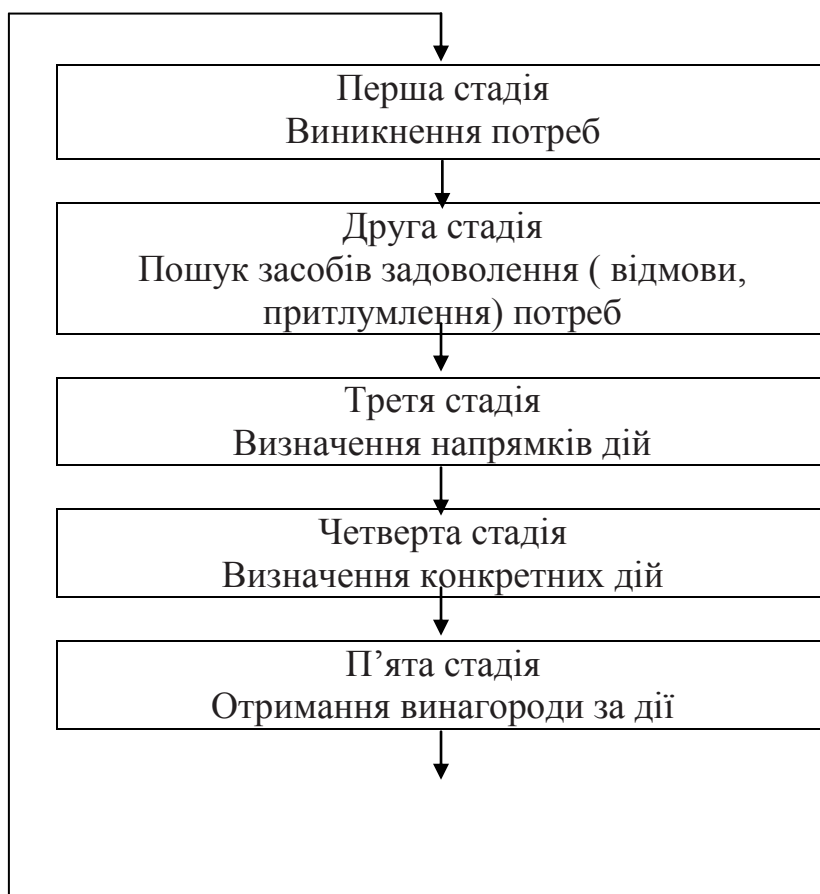 Перша стадія
Виникнення потреб
Друга стадія
Пошук засобів задоволення ( відмови,
притлумлення) потреб
Третя стадія
Визначення напрямків дій
Четверта стадія
Визначення конкретних дій
П’ята стадія
Отримання винагороди за дії